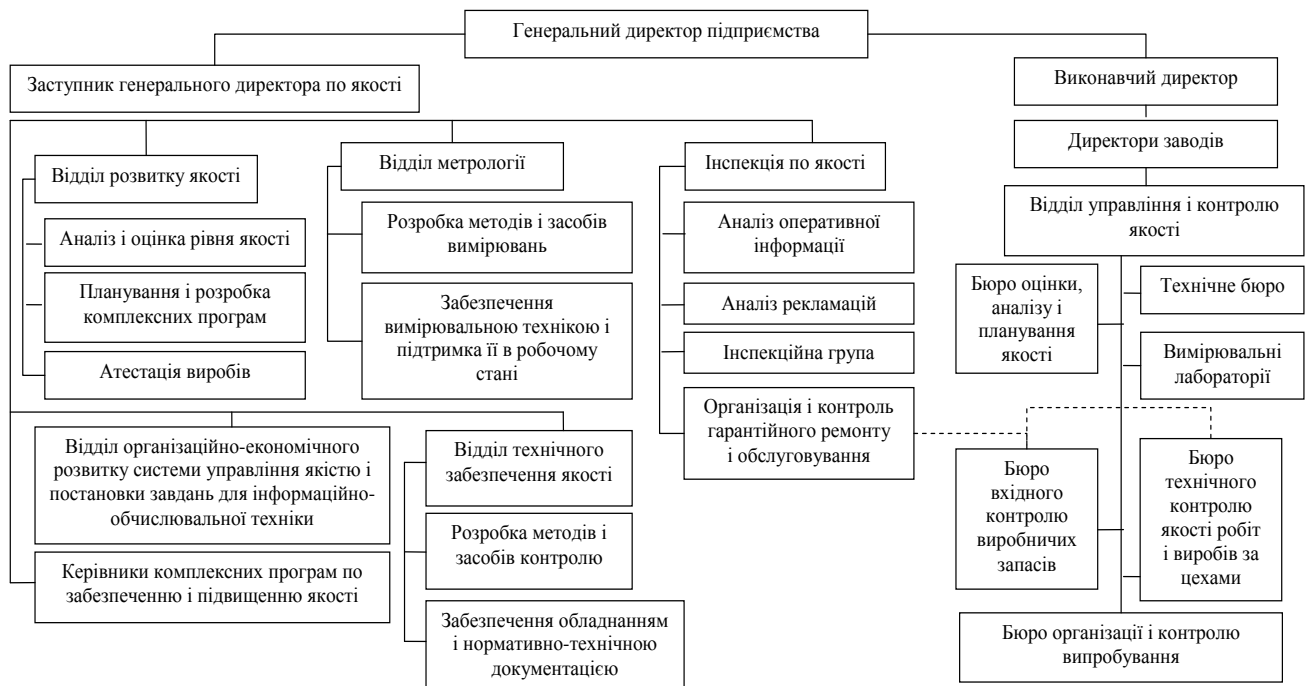 Генеральний директор підприємства
Заступник генерального директора по якості
Виконавчий директор
Директори заводів
Відділ розвитку якості
Аналіз і оцінка рівня якості
Планування і розробка
комплексних програм
Атестація виробів
Відділ метрології
Розробка методів і засобів
вимірювань
Забезпечення
вимірювальною технікою і
підтримка її в робочому
стані
Інспекція по якості
Аналіз оперативної
інформації
Аналіз рекламацій
Інспекційна група
Організація і контроль
гарантійного ремонту
і обслуговування
Відділ управління і контролю
якості
Бюро оцінки,
аналізу і
планування
якості
Технічне бюро
Вимірювальні
лабораторії
Відділ організаційно-економічного
розвитку системи управління якістю і
постановки завдань для інформаційно-
обчислювальної техніки
Керівники комплексних програм по
забезпеченню і підвищенню якості
Відділ технічного
забезпечення якості
Розробка методів і
засобів контролю
Забезпечення обладнанням
і нормативно-технічною
документацією
Бюро
вхідного
контролю
виробничих
запасів
Бюро
технічного
контролю
якості робіт
і виробів за
цехами
Бюро організації і контролю
випробування